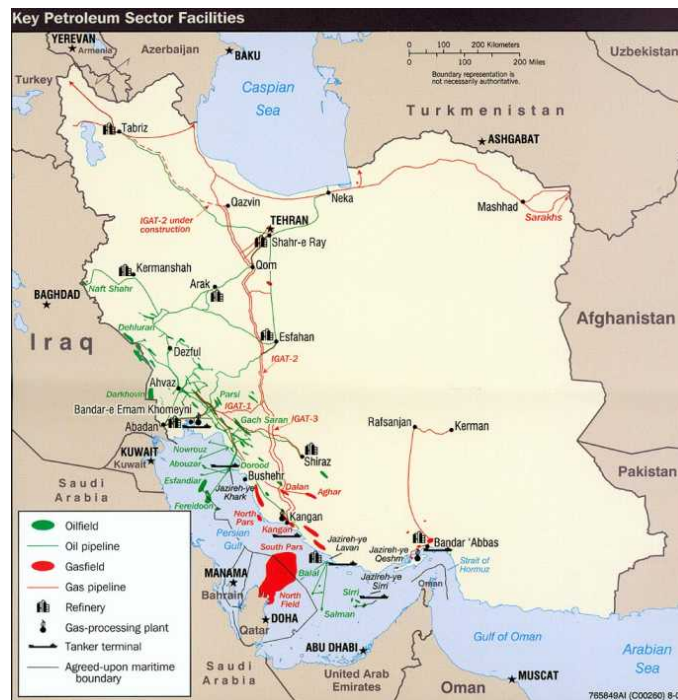 Key Petroleum Sector Facilities
YEREVAN
Armenia
Azerbaijan
BAKU
Uzbekistan
Turkey
Caspian
Sea
0 100 200 Kilometers
0 100 200 Miles
Boundary representation is
not necessarily authoritative.
Turkmenistan
ASHGABAT
Tabriz
Qazvin
Neka
Mashhad
Sarakhs
IGAT-2 under
construction
TEHRAN
Shahr-e Ray
Qom
Kermanshah
Arak
Naft Shahr
BAGHDAD
Iraq
Afghanistan
Dehluran
Dezful
Esfahan
IGAT-2
Ahvaz
Darkhovin
Parsi
Bandar-e Emam Khomeyni
IGAT-1
Gach Saran
IGAT-3
Abadan
Rafsanjan
Kerman
KUWAIT
Kuwait
Nowrouz
Abouzar
Dorood
Shiraz
Pakistan
Saudi
Arabia
Esfandiar
Bushehr
Jazireh-ye
Khark
Dalan
Aghar
Fereidoon
North
Pars
Kangan
Kangan
Persian
Gulf
South Pars
Jazireh-ye
Lavan
Jazireh-ye
Qeshm
Bandar 'Abbas
Strait of
Hormuz
MANAMA
Bahrain
Balal
Jazireh-ye
Sirri
Sirri
Oman
North
Field
Salman
DOHA
Qatar
ABU DHABI
Gulf of Oman
Arabian
Sea
Saudi
Arabia
United Arab
Emirates
Oman
MUSCAT
Oilfield
Oil pipeline
Gasfield
Gas pipeline
Refinery
Gas-processing plant
Tanker terminal
Agreed-upon maritime
boundary